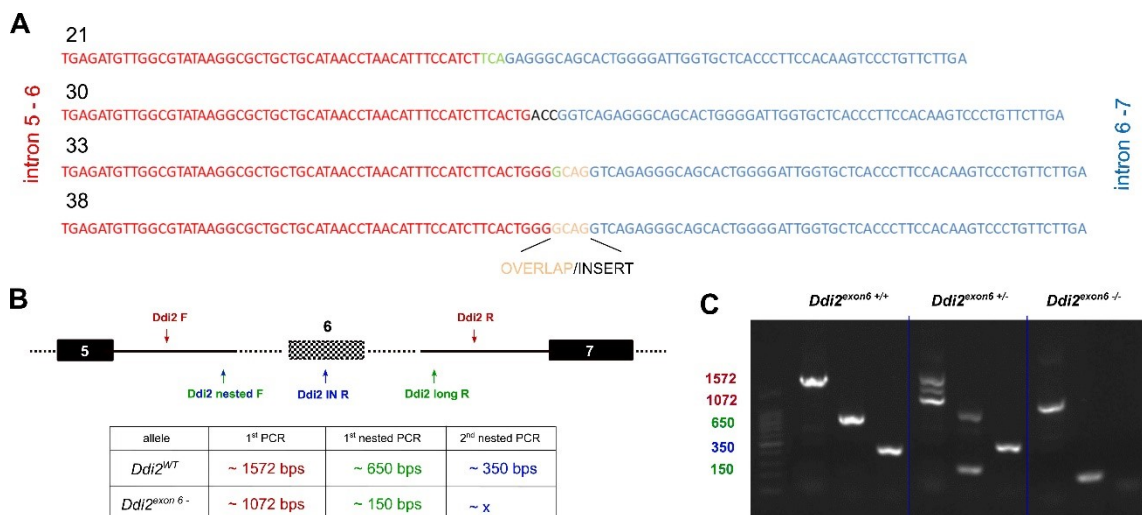 A
21
TGAGATGTTGGCGTATAAGGCGCTGCTGCATAACCTAACATTTCCATCTTCAGAGGGCAGCACTGGGGATTGGTGCTCACCCTTCCACAAGTCCCTGTTCTTGA
30
TGAGATGTTGGCGTATAAGGCGCTGCTGCATAACCTAACATTTCCATCTTCACTGACCGGTCAGAGGGCAGCACTGGGGATTGGTGCTCACCCTTCCACAAGTCCCTGTTCTTGA
33
TGAGATGTTGGCGTATAAGGCGCTGCTGCATAACCTAACATTTCCATCTTCACTGGGGCAGGTCAGAGGGCAGCACTGGGGATTGGTGCTCACCCTTCCACAAGTCCCTGTTCTTGA
38
TGAGATGTTGGCGTATAAGGCGCTGCTGCATAACCTAACATTTCCATCTTCACTGGGGCAGGTCAGAGGGCAGCACTGGGGATTGGTGCTCACCCTTCCACAAGTCCCTGTTCTTGA
intron 5 - 6
intron 6 -7
OVERLAP/INSERT
B
Ddi2 F
6
Ddi2 R
5
7
Ddi2 nested F
Ddi2 IN R
Ddi2 long R
allele 1st PCR 1st nested PCR 2nd nested PCR
Ddi2WT ~ 1572 bps ~ 650 bps ~ 350 bps
Ddi2exon 6 - ~ 1072 bps ~ 150 bps ~ x
C
Ddi2exon6 +/+ Ddi2exon6 +/- Ddi2exon6 -/-
1572
1072
650
350
150